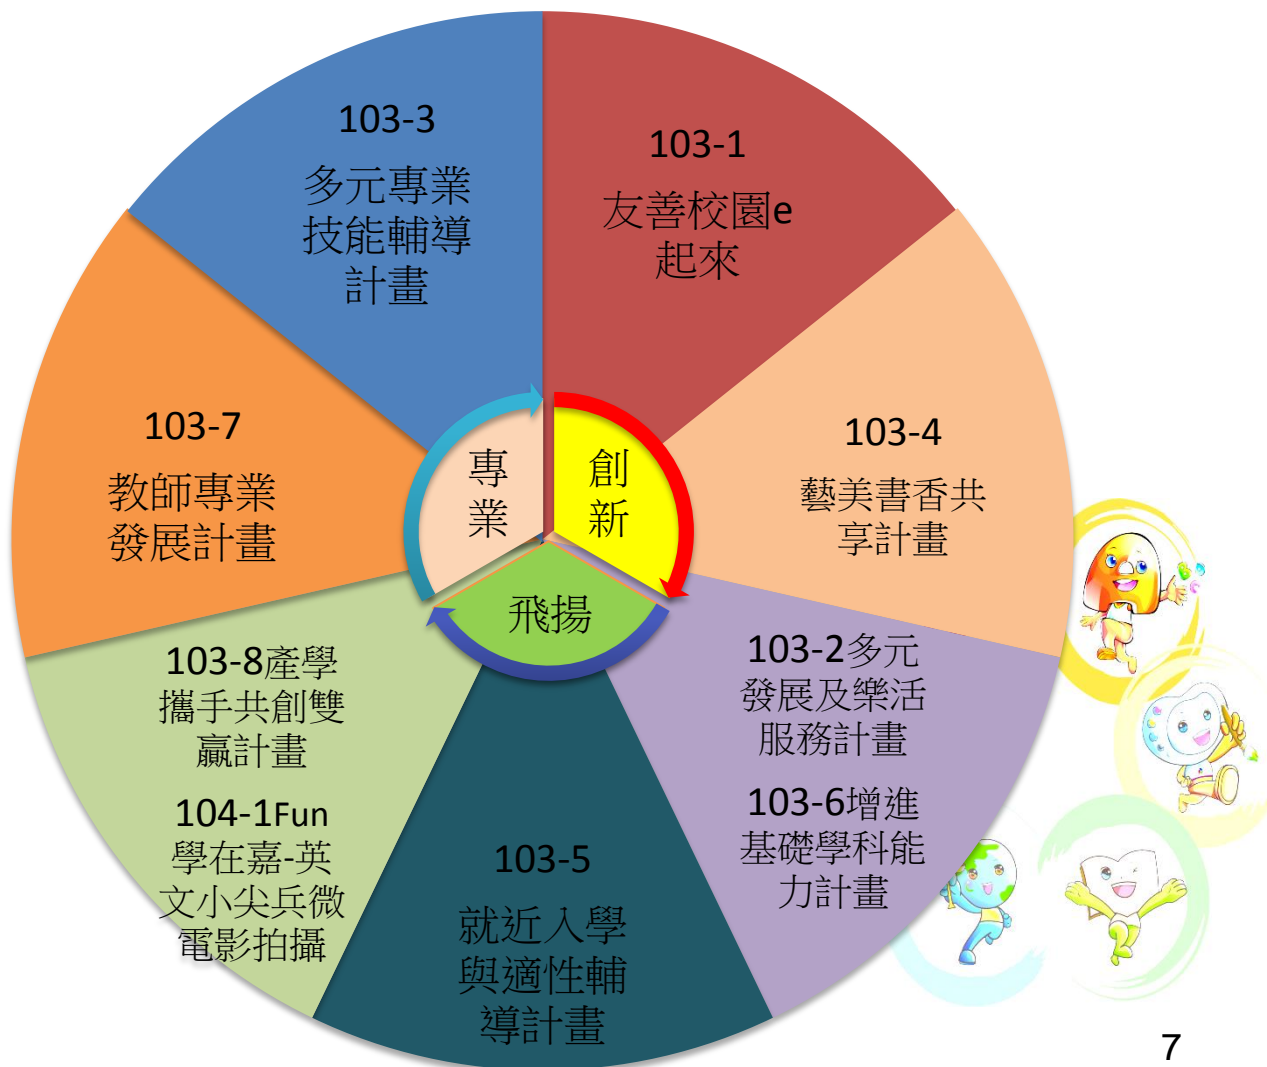 103-3
多元專業
技能輔導
計畫
103-1
友善校園e
起來
103-4
藝美書香共
享計畫
103-2多元
發展及樂活
服務計畫
103-6增進
基礎學科能
力計畫
103-5
就近入學
與適性輔
導計畫
103-8產學
攜手共創雙
贏計畫
104-1Fun
學在嘉-英
文小尖兵微
電影拍攝
103-7
教師專業
發展計畫
專
業
創
新
飛揚
7